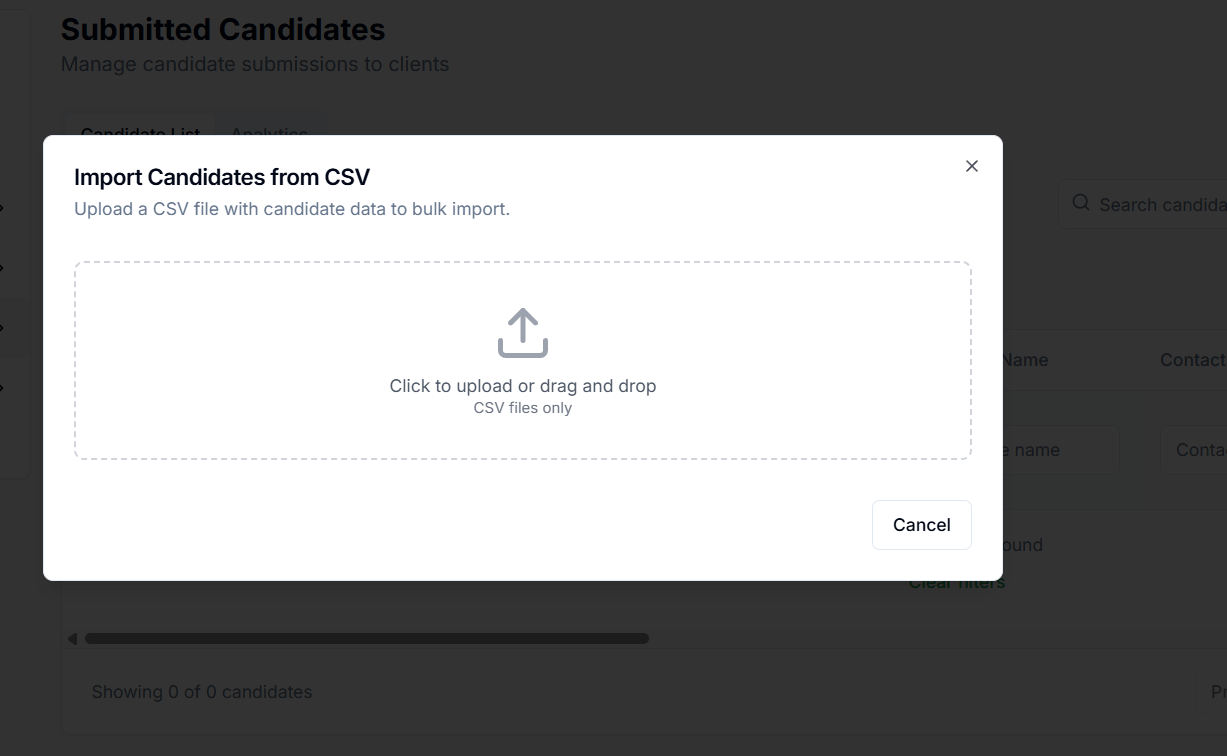 Submitted Candidates
Manage candidate submissions to clients
Candidate List
Analytics
Import Candidates from CSV
Upload a CSV file with candidate data to bulk import.
Search candida
Click to upload or drag and drop
CSV files only
Name
Contact
e name
Conta
Cancel
ound
Clear filters
Showing 0 of 0 candidates
Pr